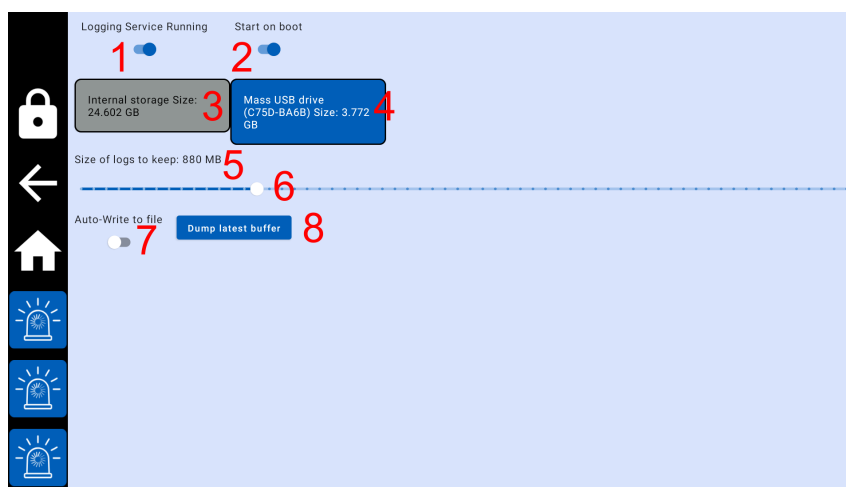 Logging Service Running
Start on boot
1
2
Internal storage Size:
24.602 GB
3
Mass USB drive
(C75D-BA6B) Size: 3.772
GB
4
Size of logs to keep: 880 MB
5
6
Auto-Write to file
7
Dump latest buffer
8